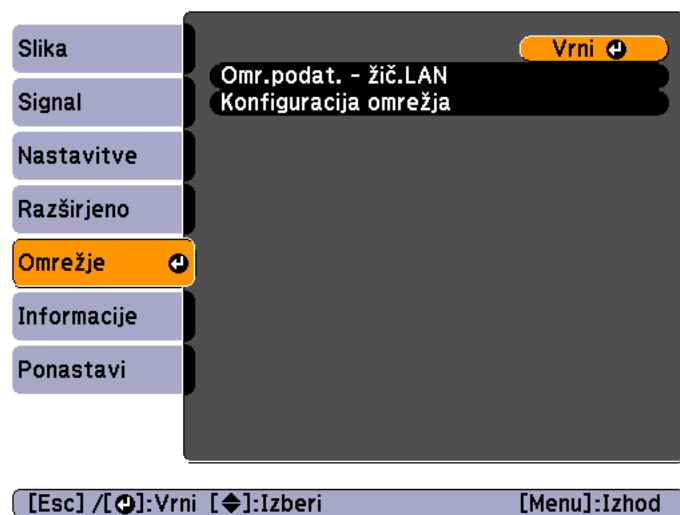 Slika
Signal
Nastavitve
Razširjeno
Omrežje
Informacije
Ponastavi
Vrni
Omr.podat. - žič.LAN
Konfiguracija omrežja
[Esc] /[⏎]:Vrni [◆]:Izberi [Menu]:Izhod